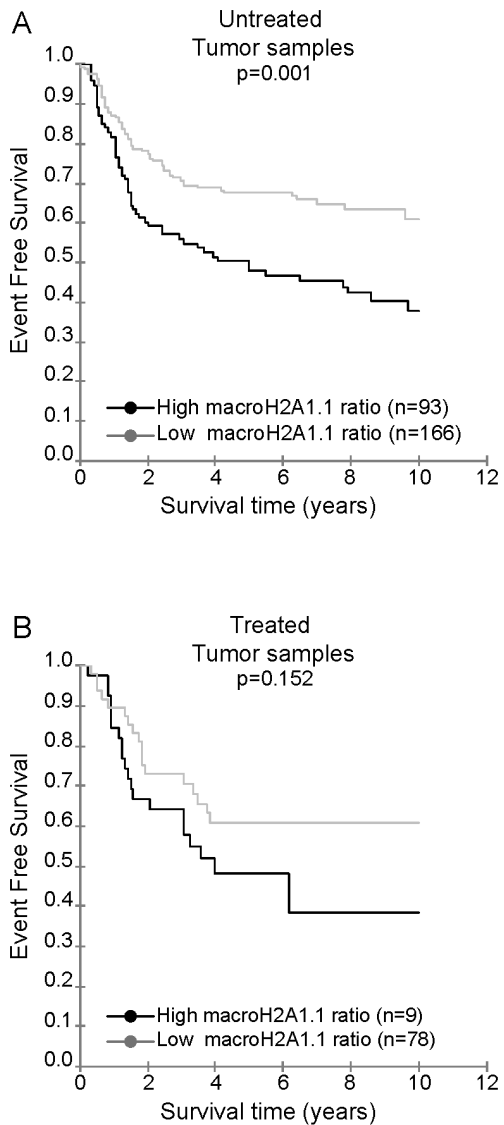 A
Untreated
Tumor samples
p=0.001
1.0
0.9
0.8
0.7
0.6
0.5
0.4
0.3
0.2
0.1
0.0
Event Free Survival
High macroH2A1.1 ratio (n=93)
Low macroH2A1.1 ratio (n=166)
0 2 4 6 8 10 12
Survival time (years)
B
Treated
Tumor samples
p=0.152
1.0
0.9
0.8
0.7
0.6
0.5
0.4
0.3
0.2
0.1
0.0
Event Free Survival
High macroH2A1.1 ratio (n=9)
Low macroH2A1.1 ratio (n=78)
0 2 4 6 8 10 12
Survival time (years)